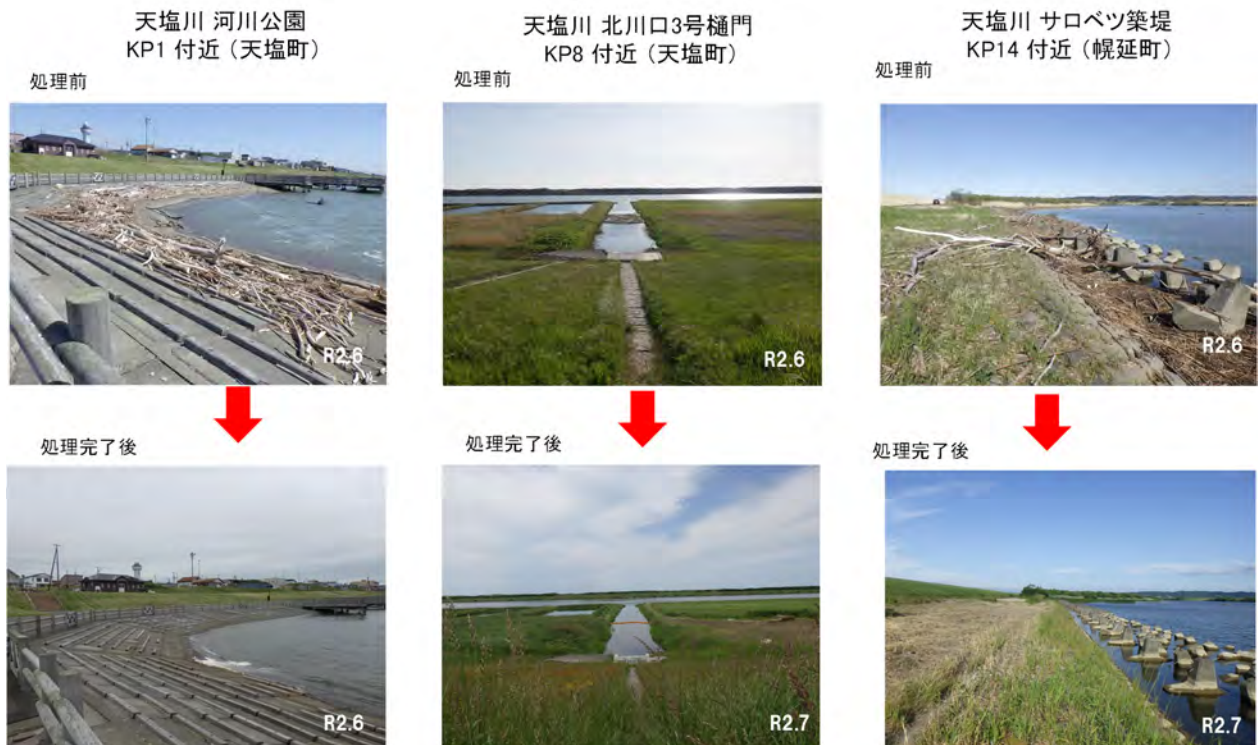 天塩川 河川公園
KP1 付近（天塩町）
処理前
R2.6
処理完了後
R2.6
天塩川 北川口3号樋門
KP8 付近（天塩町）
処理前
R2.6
処理完了後
R2.7
天塩川 サロベツ築堤
KP14 付近（幌延町）
処理前
R2.6
処理完了後
R2.7